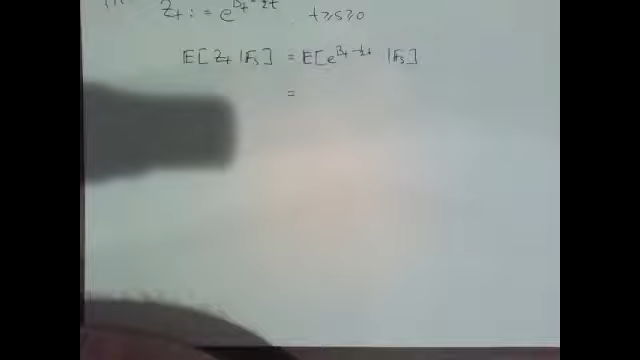 Z_t := e^{B_t - ½t} t ≥ s ≥ 0
𝔼[ Z_t | 𝔽_s ] = 𝔼[ e^{B_t - ½t} | 𝔽_s ]
=